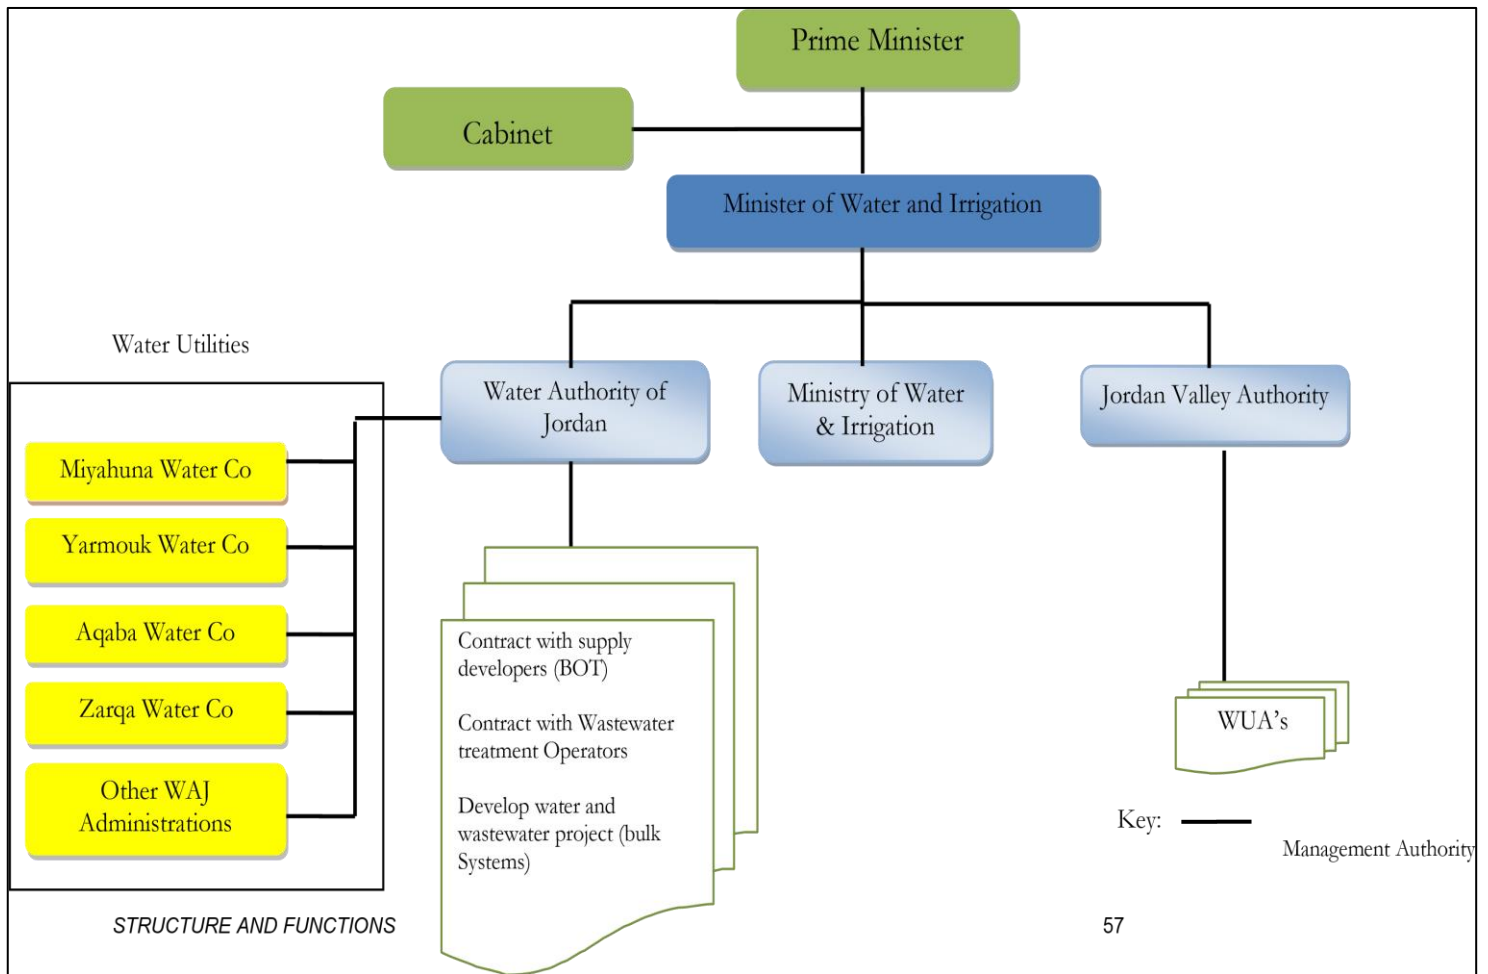 Prime Minister
Cabinet
Minister of Water and Irrigation
Water Utilities
Water Authority of
Jordan
Ministry of Water
& Irrigation
Jordan Valley Authority
Miyahuna Water Co
Yarmouk Water Co
Aqaba Water Co
Zarqa Water Co
Other WAJ
Administrations
Contract with supply
developers (BOT)
Contract with Wastewater
treatment Operators
Develop water and
wastewater project (bulk
Systems)
WUA’s
Key:
Management Authority
STRUCTURE AND FUNCTIONS
57